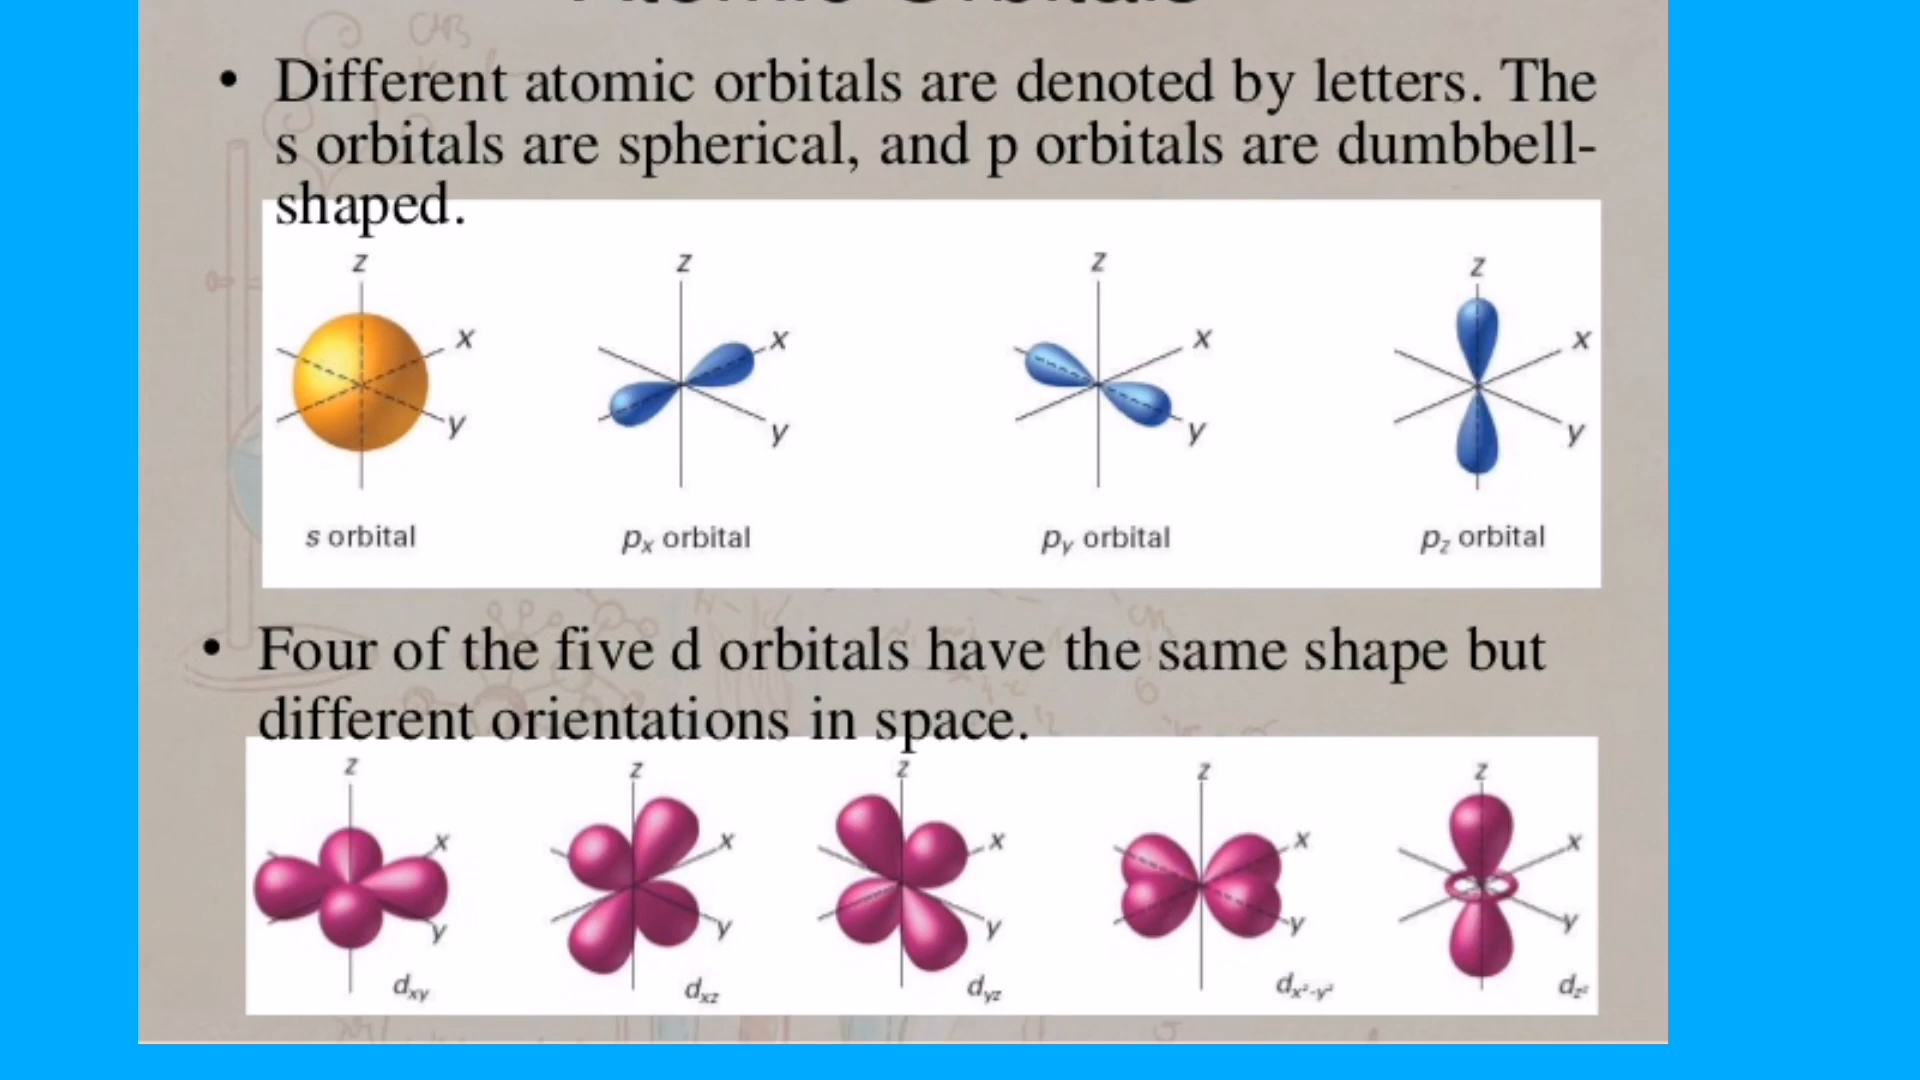 Atomic Orbitals
• Different atomic orbitals are denoted by letters. The
s orbitals are spherical, and p orbitals are dumbbell-
shaped.
z z z z
x x x x
y y y y
s orbital pₓ orbital pᵧ orbital p_z orbital
• Four of the five d orbitals have the same shape but
different orientations in space.
z z z z z
x x x x x
y y y y y
d_xy d_xz d_yz d_x²-y² d_z²